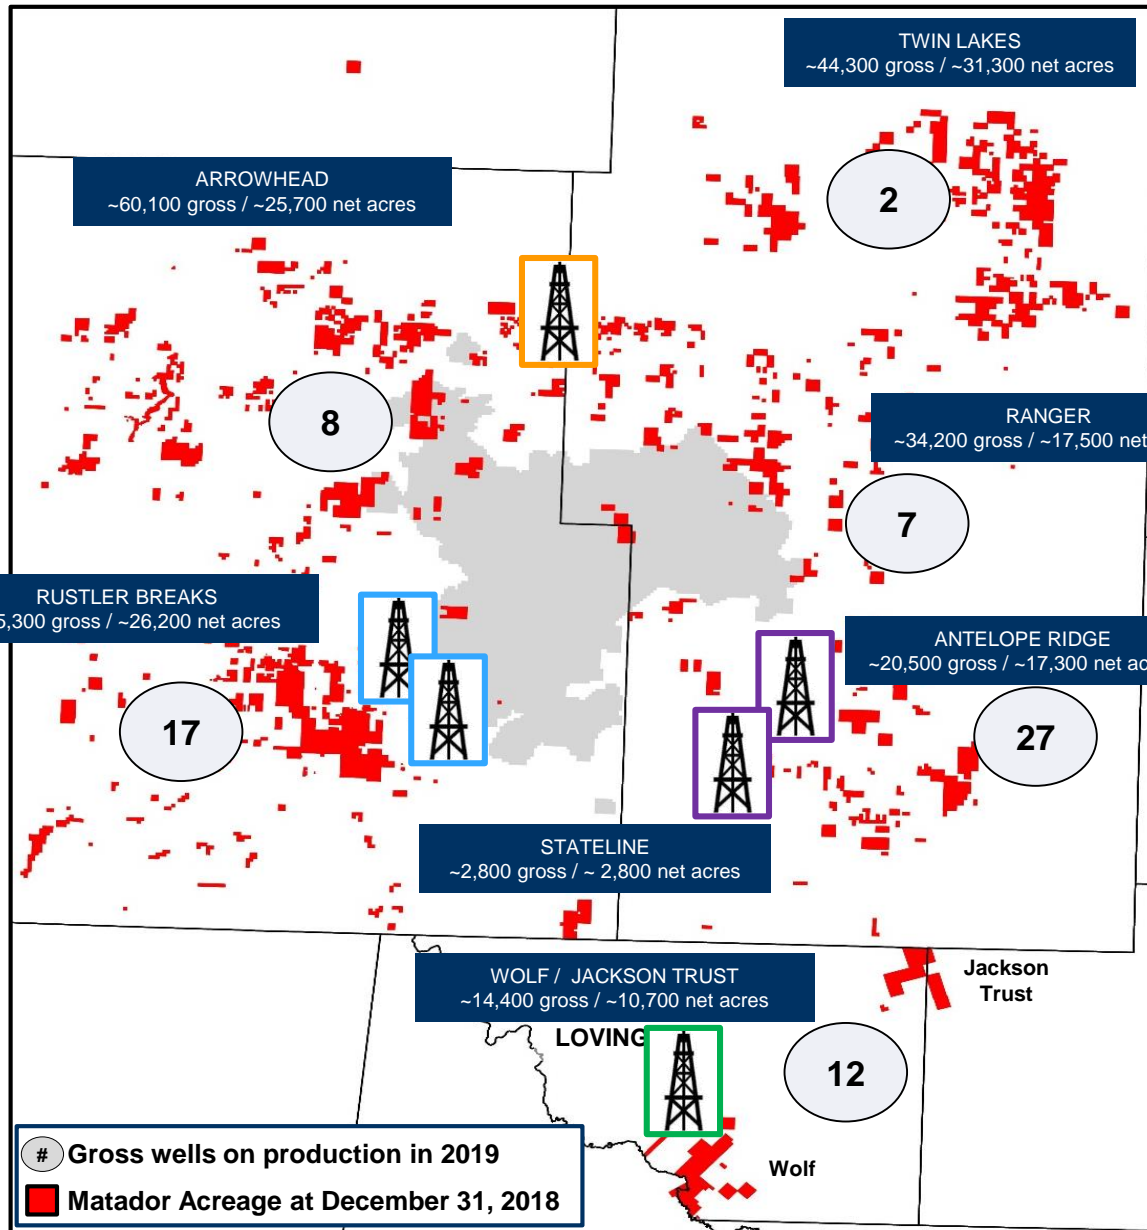 TWIN LAKES
~44,300 gross / ~31,300 net acres
ARROWHEAD
~60,100 gross / ~25,700 net acres
2
8
RANGER
~34,200 gross / ~17,500 net
7
RUSTLER BREAKS
5,300 gross / ~26,200 net acres
ANTELOPE RIDGE
~20,500 gross / ~17,300 net ac
17
27
STATELINE
~2,800 gross / ~ 2,800 net acres
WOLF / JACKSON TRUST
~14,400 gross / ~10,700 net acres
Jackson
Trust
LOVING
12
Wolf
# Gross wells on production in 2019
Matador Acreage at December 31, 2018